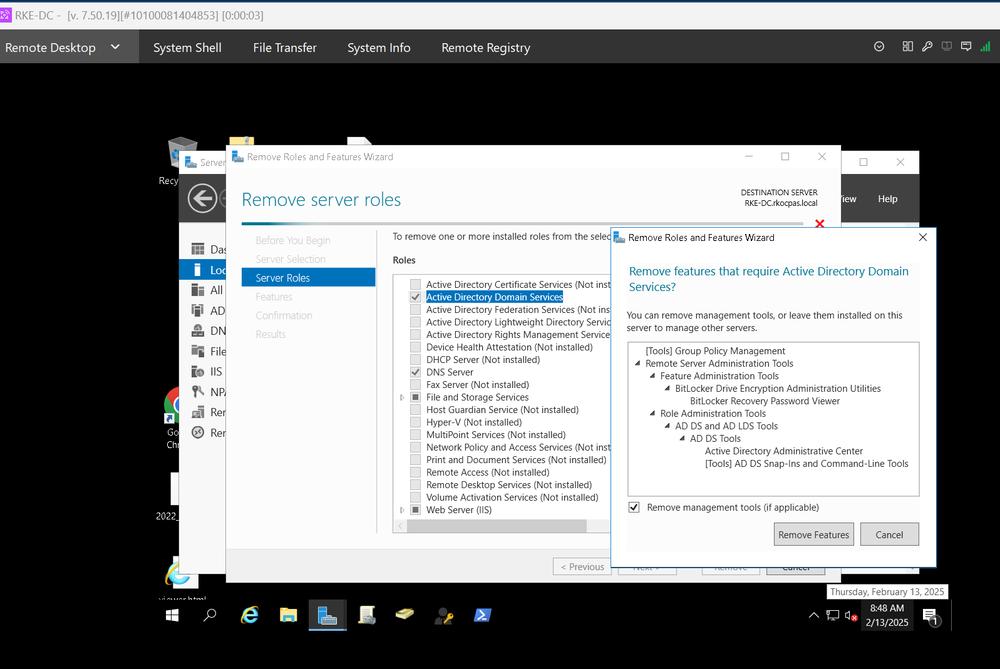 RKE-DC - [v. 7.50.19][#10100081404853] [0:00:03]
Remote Desktop
System Shell
File Transfer
System Info
Remote Registry
Recy
Server
Remove Roles and Features Wizard
Remove server roles
DESTINATION SERVER
RKE-DC.rkocpas.local
iew
Help
Das
Loc
All
AD
DN
File
IIS
NPA
Rer
Rer
Before You Begin
Server Selection
Server Roles
Features
Confirmation
Results
To remove one or more installed roles from the selec
Roles
Active Directory Certificate Services (Not inst
Active Directory Domain Services
Active Directory Federation Services (Not ins
Active Directory Lightweight Directory Servic
Active Directory Rights Management Service
Device Health Attestation (Not installed)
DHCP Server (Not installed)
DNS Server
Fax Server (Not installed)
File and Storage Services
Host Guardian Service (Not installed)
Hyper-V (Not installed)
MultiPoint Services (Not installed)
Network Policy and Access Services (Not inst
Print and Document Services (Not installed)
Remote Access (Not installed)
Remote Desktop Services (Not installed)
Volume Activation Services (Not installed)
Web Server (IIS)
< Previous
Next >
Remove
Cancel
Remove Roles and Features Wizard
Remove features that require Active Directory Domain
Services?
You can remove management tools, or leave them installed on this
server to manage other servers.
[Tools] Group Policy Management
Remote Server Administration Tools
Feature Administration Tools
BitLocker Drive Encryption Administration Utilities
BitLocker Recovery Password Viewer
Role Administration Tools
AD DS and AD LDS Tools
AD DS Tools
Active Directory Administrative Center
[Tools] AD DS Snap-Ins and Command-Line Tools
Remove management tools (if applicable)
Remove Features
Cancel
Go
Chr
2022_
viewer.html
Thursday, February 13, 2025
8:48 AM
2/13/2025
1